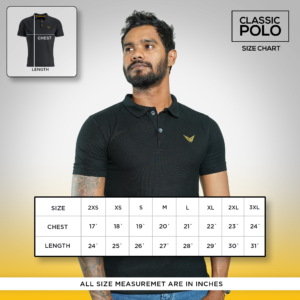 CLASSIC
POLO
SIZE CHART
CHEST
LENGTH
SIZE 2XS XS S M L XL 2XL 3XL
CHEST 17" 18" 19" 20" 21" 22" 23" 24"
LENGTH 24" 25" 26" 27" 28" 29" 30" 31"
ALL SIZE MEASUREMET ARE IN INCHES